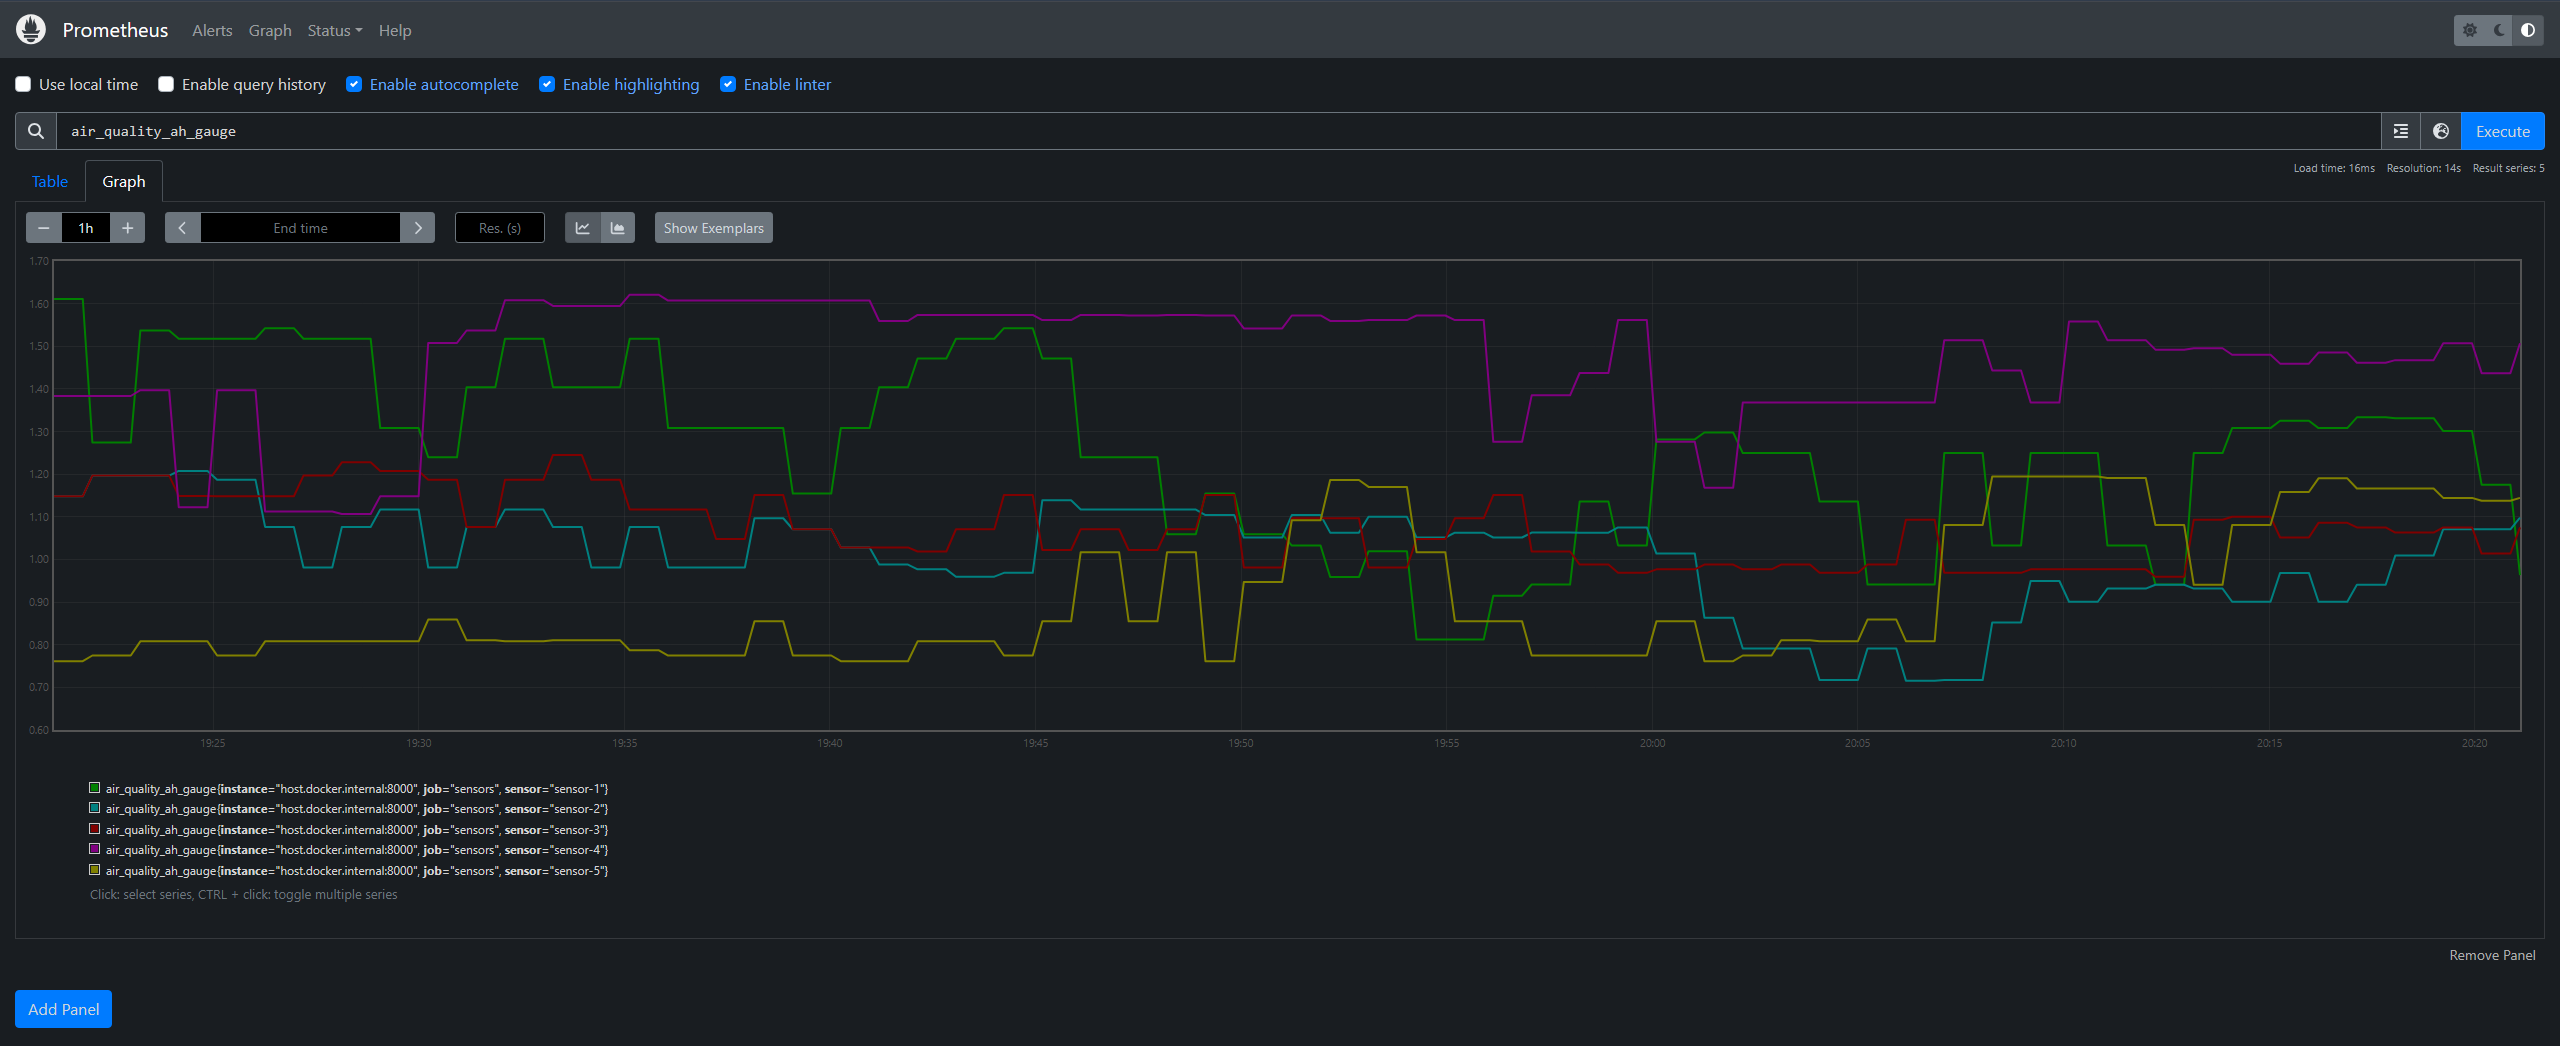 Prometheus Alerts Graph Status Help
Use local time Enable query history Enable autocomplete Enable highlighting Enable linter
air_quality_ah_gauge Execute
Table Graph Load time: 16ms Resolution: 14s Result series: 5
1h End time Res. (s) Show Exemplars
1.70
1.60
1.50
1.40
1.30
1.20
1.10
1.00
0.90
0.80
0.70
0.60
19:25 19:30 19:35 19:40 19:45 19:50 19:55 20:00 20:05 20:10 20:15 20:20
air_quality_ah_gauge{instance="host.docker.internal:8000", job="sensors", sensor="sensor-1"}
air_quality_ah_gauge{instance="host.docker.internal:8000", job="sensors", sensor="sensor-2"}
air_quality_ah_gauge{instance="host.docker.internal:8000", job="sensors", sensor="sensor-3"}
air_quality_ah_gauge{instance="host.docker.internal:8000", job="sensors", sensor="sensor-4"}
air_quality_ah_gauge{instance="host.docker.internal:8000", job="sensors", sensor="sensor-5"}
Click: select series, CTRL + click: toggle multiple series
Remove Panel
Add Panel